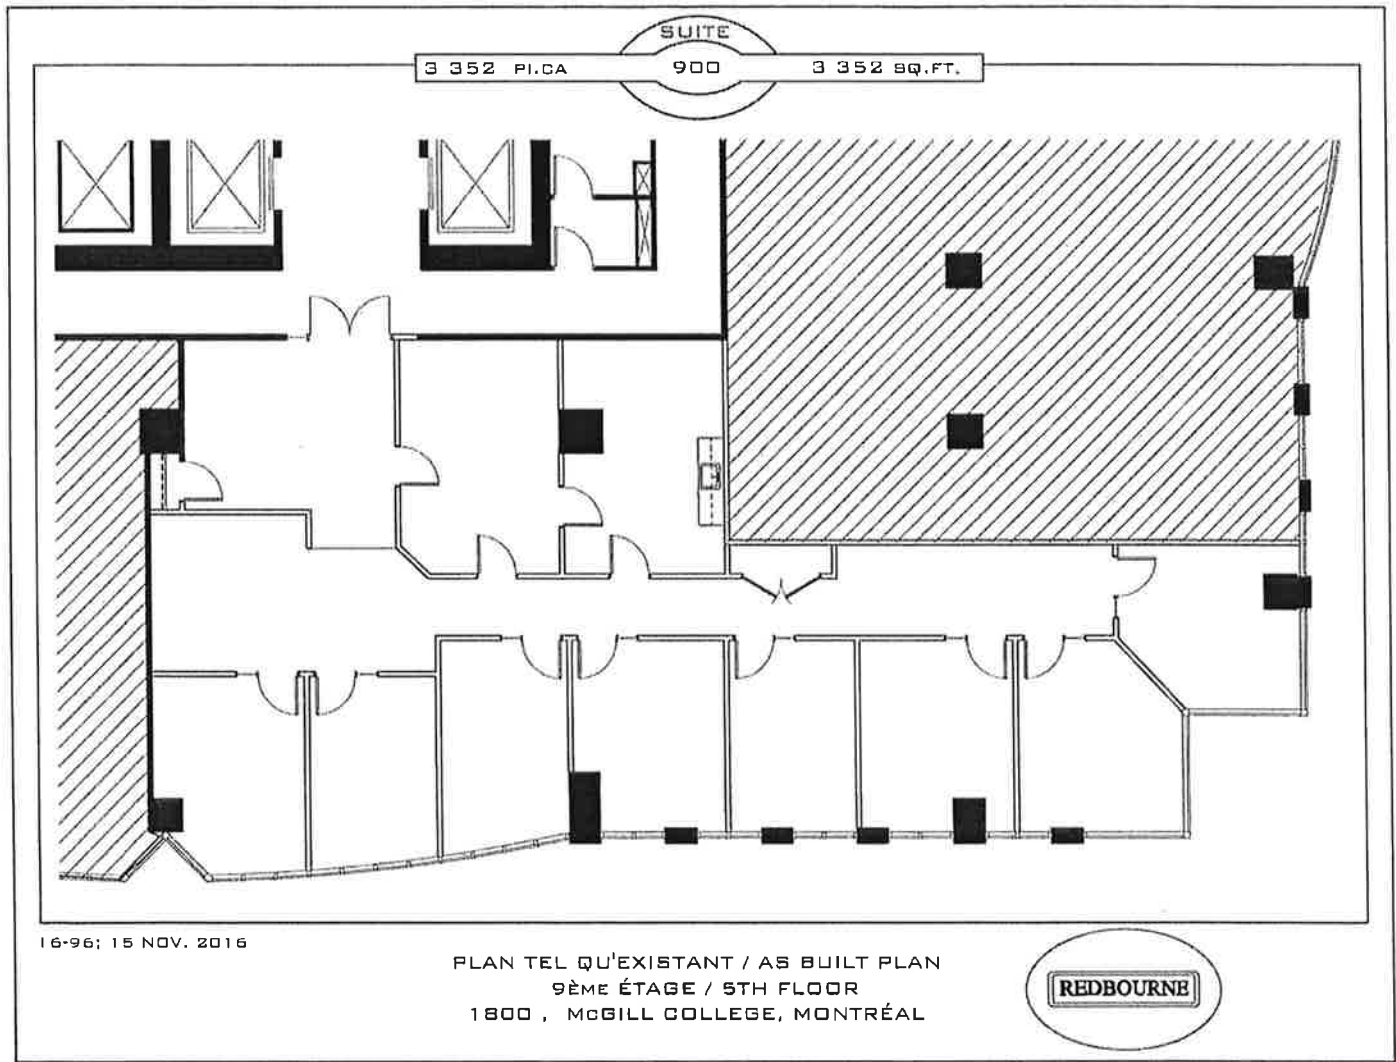 SUITE
3 352 PI.CA 900 3 352 SQ.FT.
16-96; 15 NOV. 2016
PLAN TEL QU'EXISTANT / AS BUILT PLAN
9ÈME ÉTAGE / 5TH FLOOR
1800 , McGILL COLLEGE, MONTRÉAL
REDBOURNE